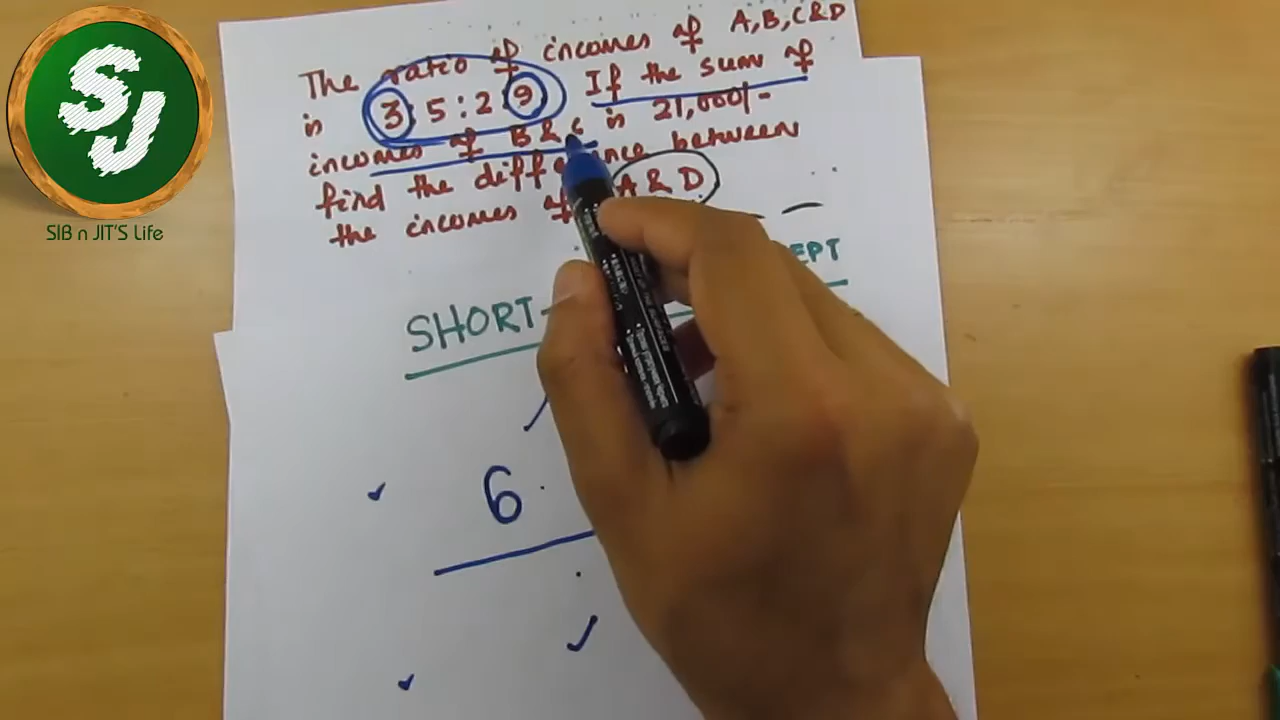 SJ
SIB n JIT'S Life
The ratio of incomes of A, B, C & D
is 3 : 5 : 2 : 9 If the sum of
incomes of B & C is 21,000/-
find the difference between
the incomes of A & D
SHORT-
6